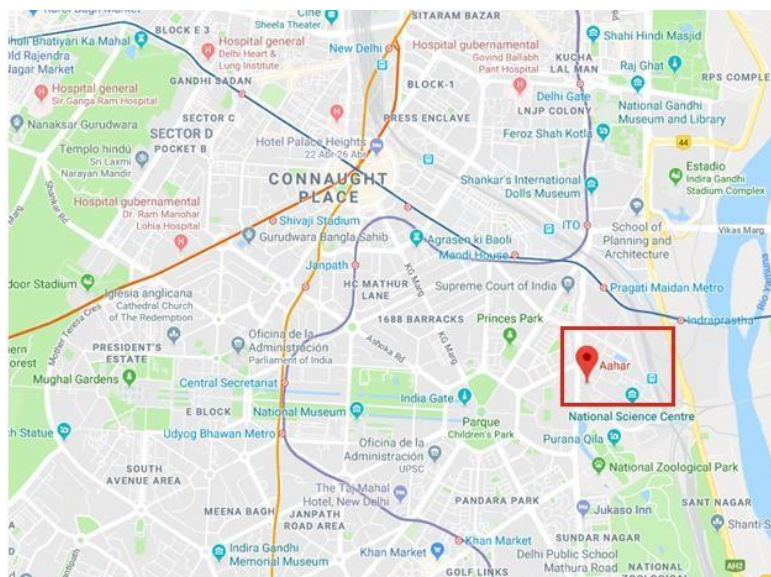 SITARAM BAZAR
BLOCK E 3
Cine
Sheela Theater
New Delhi
Hospital gubernamental
Govind Ballabh
Pant Hospital
Shahi Hindi Masjid
KUCHA
LAL MAN
Raj Ghat
RPS COMPLE
huli Bhatiyari Ka Mahal
Old Rajendra
Nagar Market
Hospital general
Delhi Heart &
Lung Institute
GANDHI SADAN
BLOCK-1
Hospital general
Sir Ganga Ram Hospital
Delhi Gate
LNJP COLONY
National Gandhi
Museum and Library
SECTOR C
PRESS ENCLAVE
Nanaksar Gurudwara
SECTOR D
POCKET B
Feroz Shah Kotla
44
Hotel Palace Heights
22 Abr-26 Abr
Templo hindú
Sri Laxmi
Narayan Mandir
CONNAUGHT
PLACE
Shankar's International
Dolls Museum
Estadio
Indira Gandhi
Stadium Complex
Shankar Rd
Hospital gubernamental
Dr. Ram Manohar
Lohia Hospital
Shivaji Stadium
Gurudwara Bangla Sahib
Agrasen ki Baoli
Mandi House
ITO
School of
Planning and
Architecture
Vikas Marg
Janpath
KG Marg
HC MATHUR
LANE
Supreme Court of India
Pragati Maidan Metro
Río Yamuna
door Stadium
Iglesia anglicana
Cathedral Church
of The Redemption
Mother Teresa Cres
1688 BARRACKS
Princes Park
Indraprastha
PRESIDENT'S
ESTATE
Oficina de la
Administración
Parliament of India
Ashoka Rd
KG Marg
Aahar
Mughal Gardens
Central Secretariat
India Gate
E BLOCK
National Museum
National Science Centre
ch Statue
Udyog Bhawan Metro
Parque
Children's Park
Purana Qila
Oficina de la
Administración
UPSC
National Zoological Park
SOUTH
AVENUE AREA
The Taj Mahal
Hotel, New Delhi
PANDARA PARK
SANT NAGAR
MEENA BAGH
JANPATH
ROAD AREA
Jukaso Inn
Shanti S
SUNDAR NAGAR
Indira Gandhi
Memorial Museum
Khan Market
Khan Market
Delhi Public School
Mathura Road
GOLF LINKS
NATIONAL
AH2